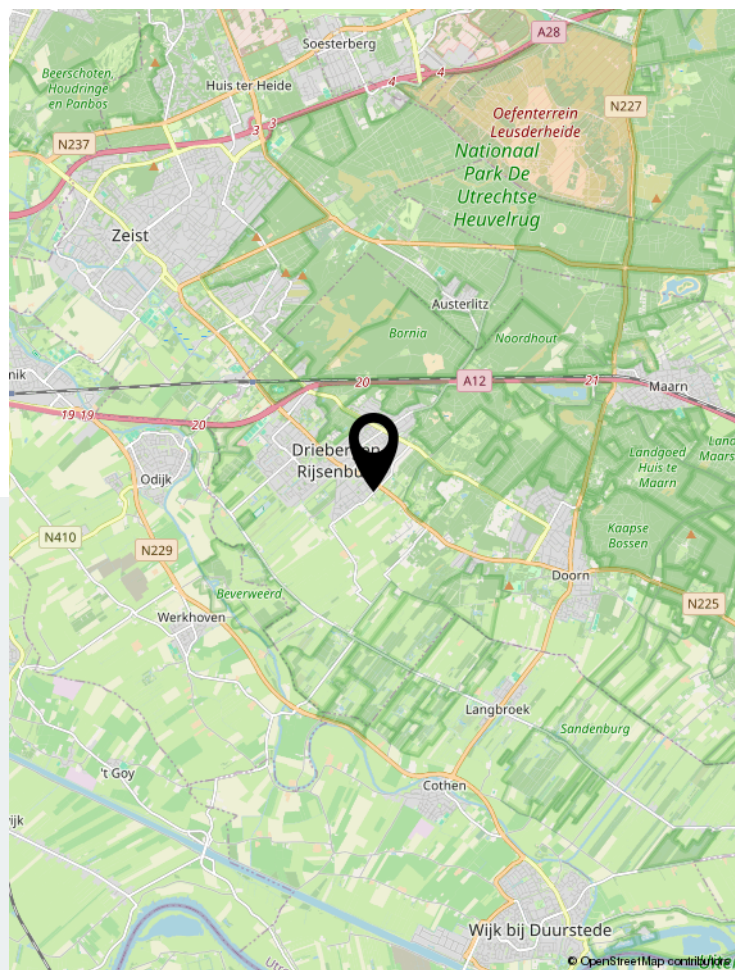 Soesterberg
A28
Beerschoten,
Houdringe
en Panbos
Huis ter Heide
4
4
N227
Oefenterrein
Leusderheide
3
3
N237
Nationaal
Park De
Utrechtse
Heuvelrug
Zeist
Austerlitz
Bornia
Noordhout
nik
20
A12
21
Maarn
19 19
20
Odijk
Landgoed
Huis te
Maarn
N410
N229
Kaapse
Bossen
Doorn
Beverweerd
N225
Werkhoven
Langbroek
Sandenburg
't Goy
Cothen
ijk
Wijk bij Duurstede
© OpenStreetMap contributors